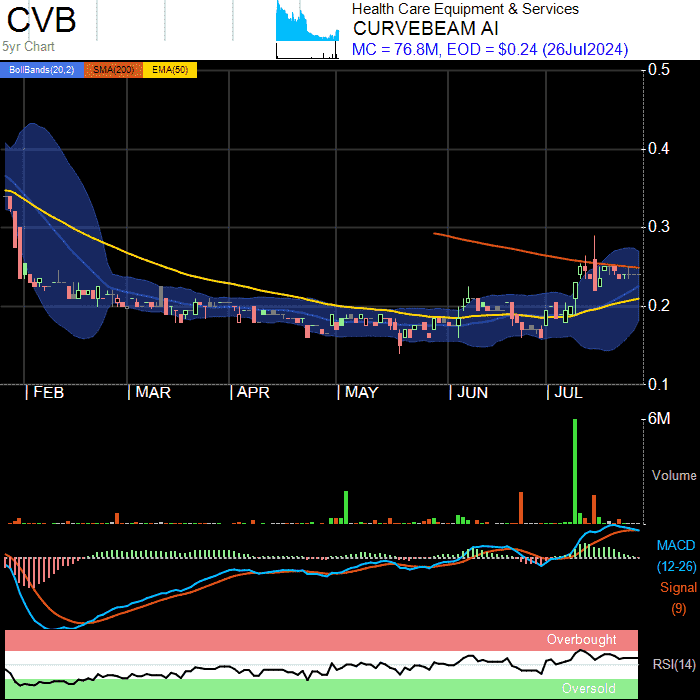 CVB
5yr Chart
Health Care Equipment & Services
CURVEBEAM AI
MC = 76.8M, EOD = $0.24 (26Jul2024)
BollBands(20,2) SMA(200) EMA(50)
0.5
0.4
0.3
0.2
0.1
FEB MAR APR MAY JUN JUL
6M
Volume
MACD
(12-26)
Signal
(9)
Overbought
RSI(14)
Oversold